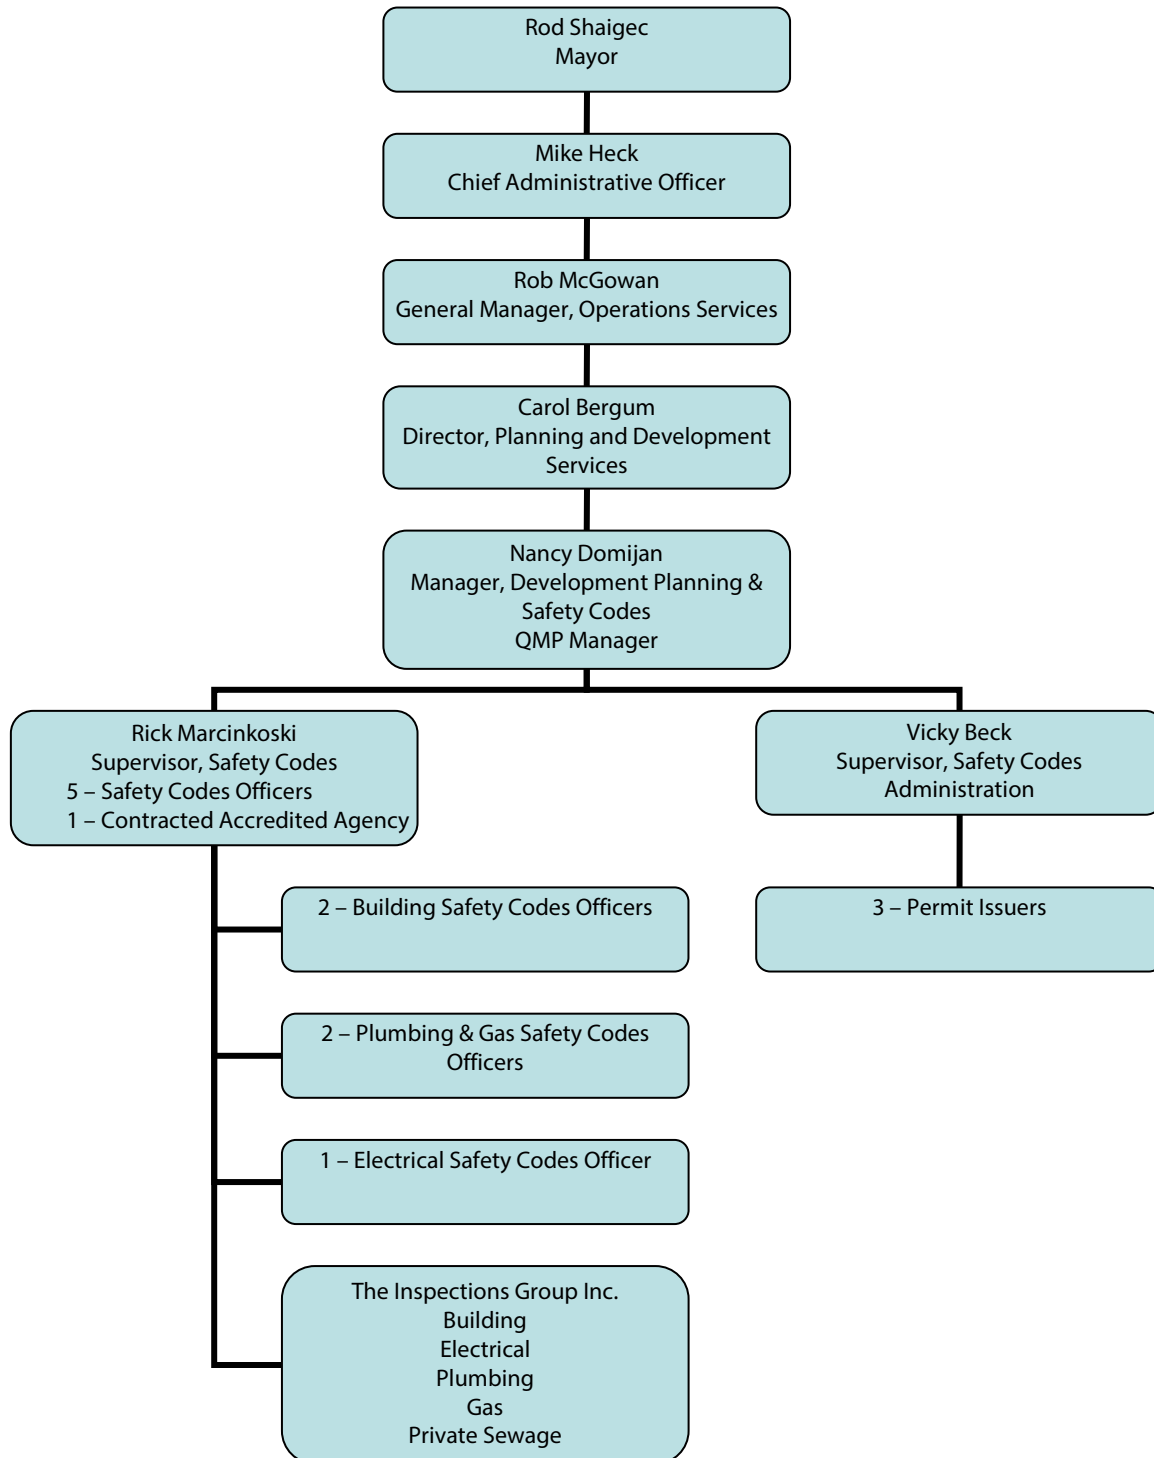 Rod Shaigec
Mayor
Mike Heck
Chief Administrative Officer
Rob McGowan
General Manager, Operations Services
Carol Bergum
Director, Planning and Development
Services
Nancy Domijan
Manager, Development Planning &
Safety Codes
QMP Manager
Rick Marcinkoski
Supervisor, Safety Codes
5 – Safety Codes Officers
1 – Contracted Accredited Agency
2 – Building Safety Codes Officers
2 – Plumbing & Gas Safety Codes
Officers
1 – Electrical Safety Codes Officer
The Inspections Group Inc.
Building
Electrical
Plumbing
Gas
Private Sewage
Vicky Beck
Supervisor, Safety Codes
Administration
3 – Permit Issuers